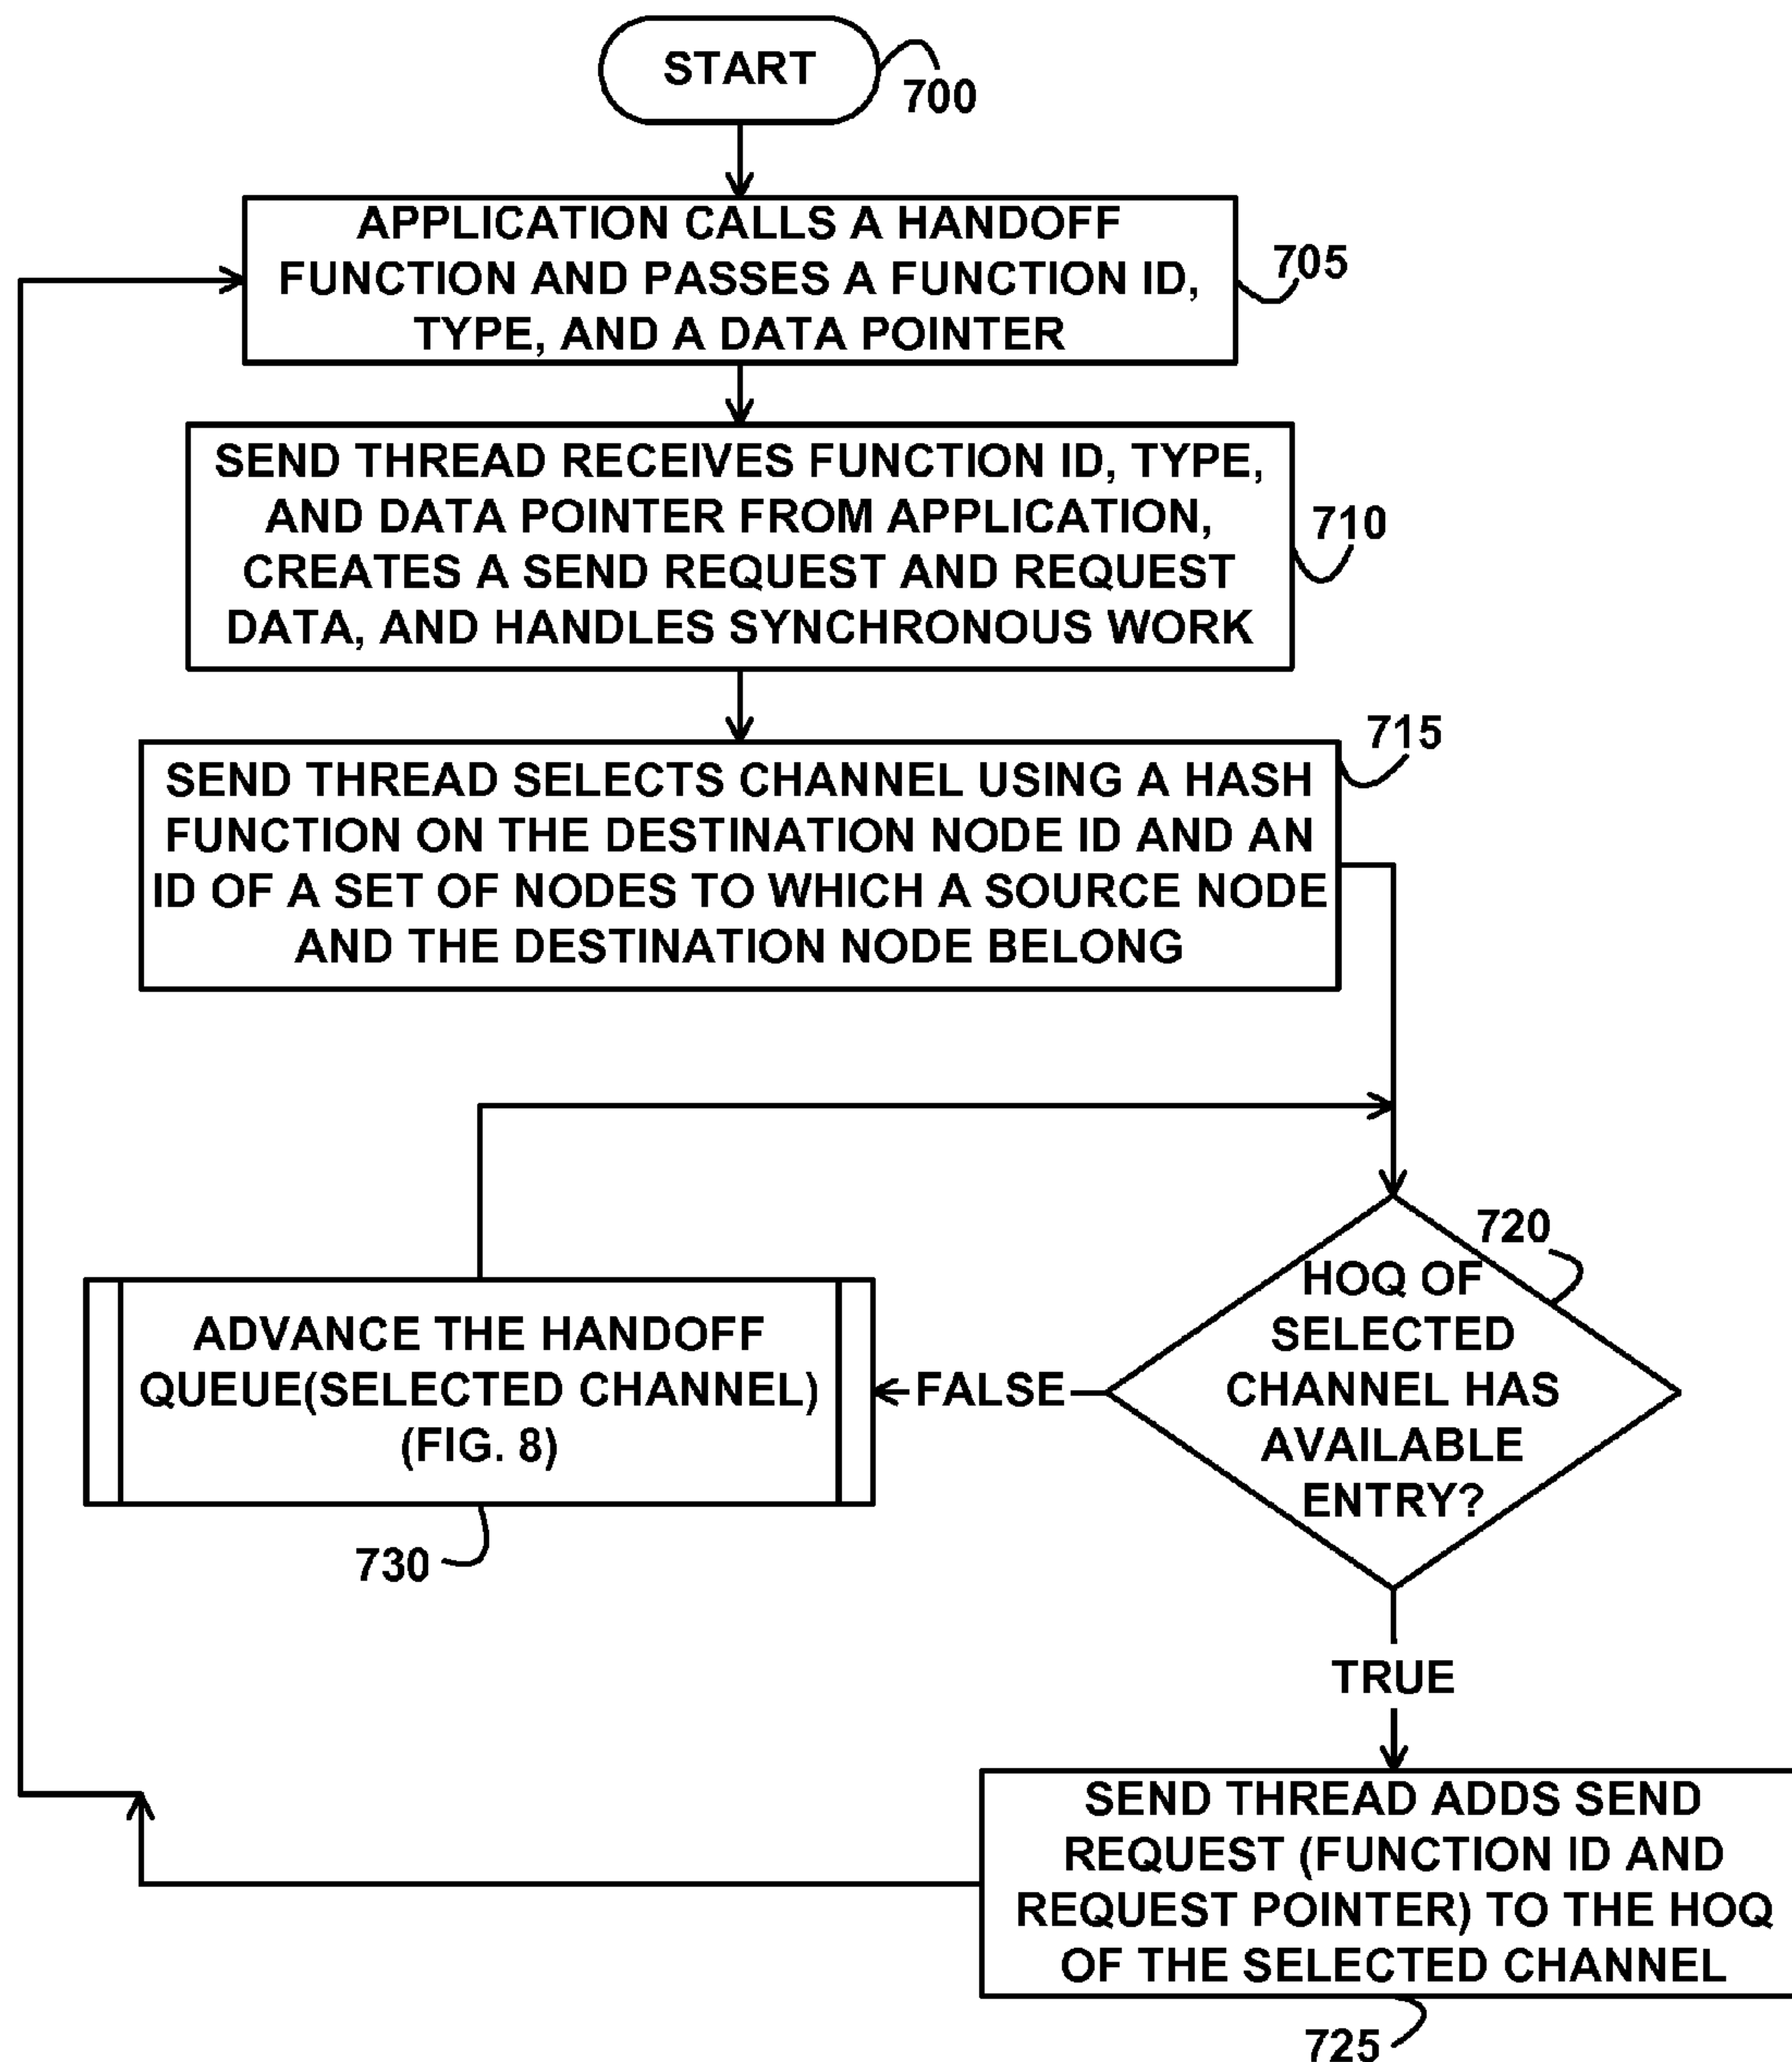 START
700
APPLICATION CALLS A HANDOFF
FUNCTION AND PASSES A FUNCTION ID,
TYPE, AND A DATA POINTER
705
SEND THREAD RECEIVES FUNCTION ID, TYPE,
AND DATA POINTER FROM APPLICATION,
CREATES A SEND REQUEST AND REQUEST
DATA, AND HANDLES SYNCHRONOUS WORK
710
715
SEND THREAD SELECTS CHANNEL USING A HASH
FUNCTION ON THE DESTINATION NODE ID AND AN
ID OF A SET OF NODES TO WHICH A SOURCE NODE
AND THE DESTINATION NODE BELONG
720
HOQ OF
SELECTED
CHANNEL HAS
AVAILABLE
ENTRY?
FALSE
ADVANCE THE HANDOFF
QUEUE(SELECTED CHANNEL)
(FIG. 8)
730
TRUE
SEND THREAD ADDS SEND
REQUEST (FUNCTION ID AND
REQUEST POINTER) TO THE HOQ
OF THE SELECTED CHANNEL
725